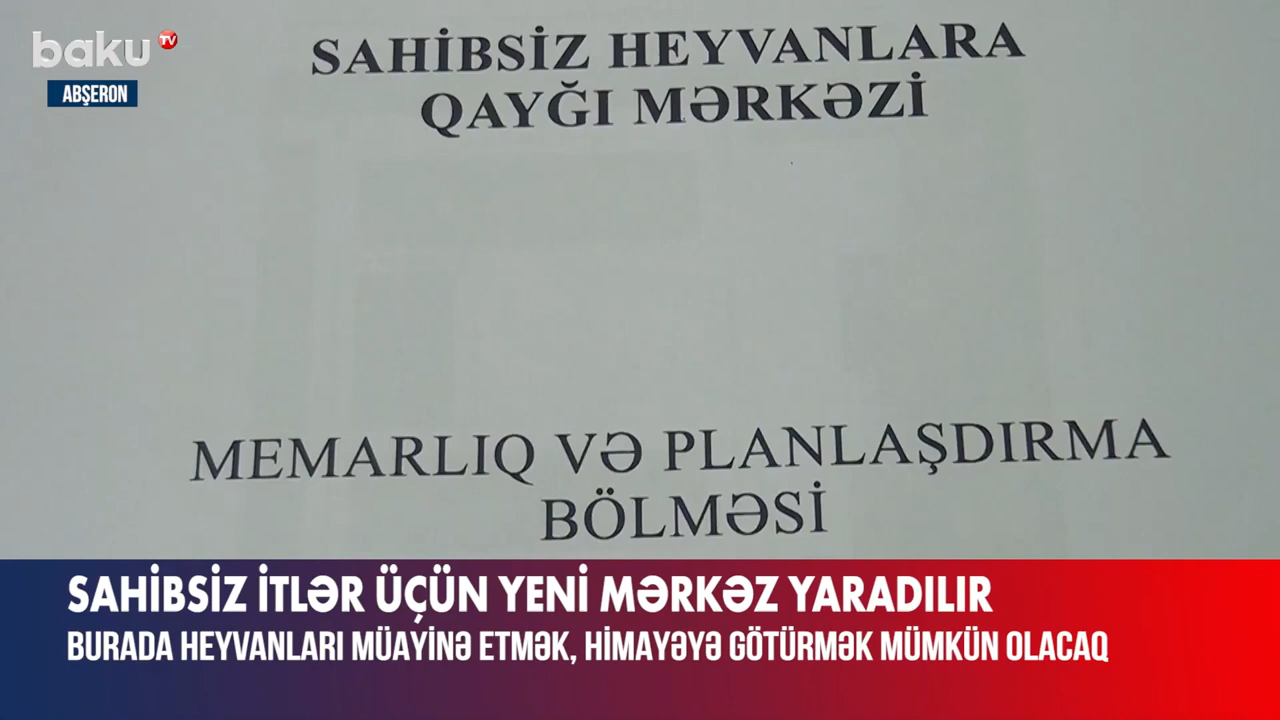 baku TV
ABŞERON
SAHİBSİZ HEYVANLARA
QAYĞI MƏRKƏZİ
MEMARLIQ VƏ PLANLAŞDIRMA
BÖLMƏSİ
SAHİBSİZ İTLƏR ÜÇÜN YENİ MƏRKƏZ YARADILIR
BURADA HEYVANLARI MÜAYİNƏ ETMƏK, HİMAYƏYƏ GÖTÜRMƏK MÜMKÜN OLACAQ